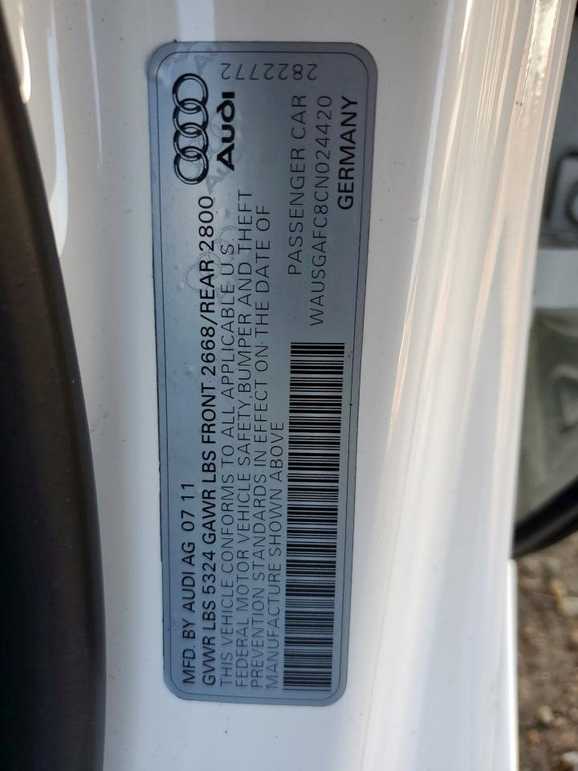 MFD. BY AUDI AG 07 11
GVWR LBS 5324 GAWR LBS FRONT 2668/REAR 2800
THIS VEHICLE CONFORMS TO ALL APPLICABLE U.S.
FEDERAL MOTOR VEHICLE SAFETY, BUMPER AND THEFT
PREVENTION STANDARDS IN EFFECT ON THE DATE OF
MANUFACTURE SHOWN ABOVE
Audi
PASSENGER CAR
WAUSGAFC8CN024420
GERMANY
2822772